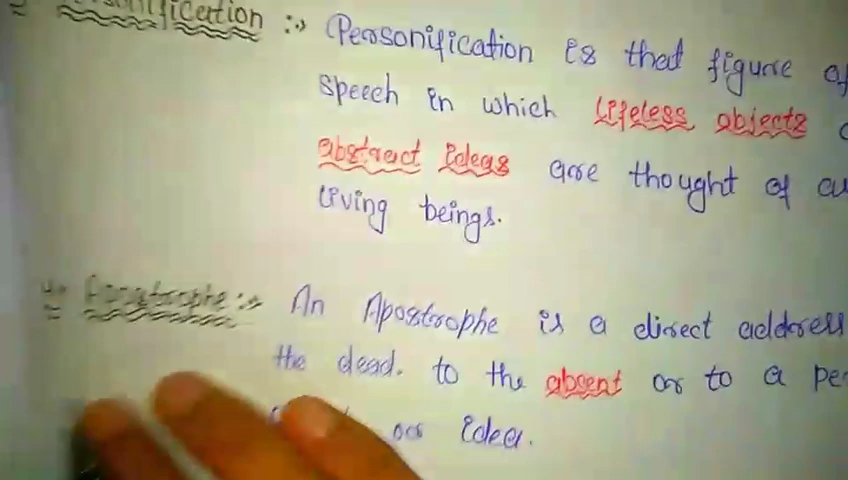 Personification :-> Personification is that figure of
speech in which Lifeless objects
abstract ideas are thought of
living beings.
4. Apostrophe :-> An Apostrophe is a direct address
the dead. to the absent or to a
or idea.